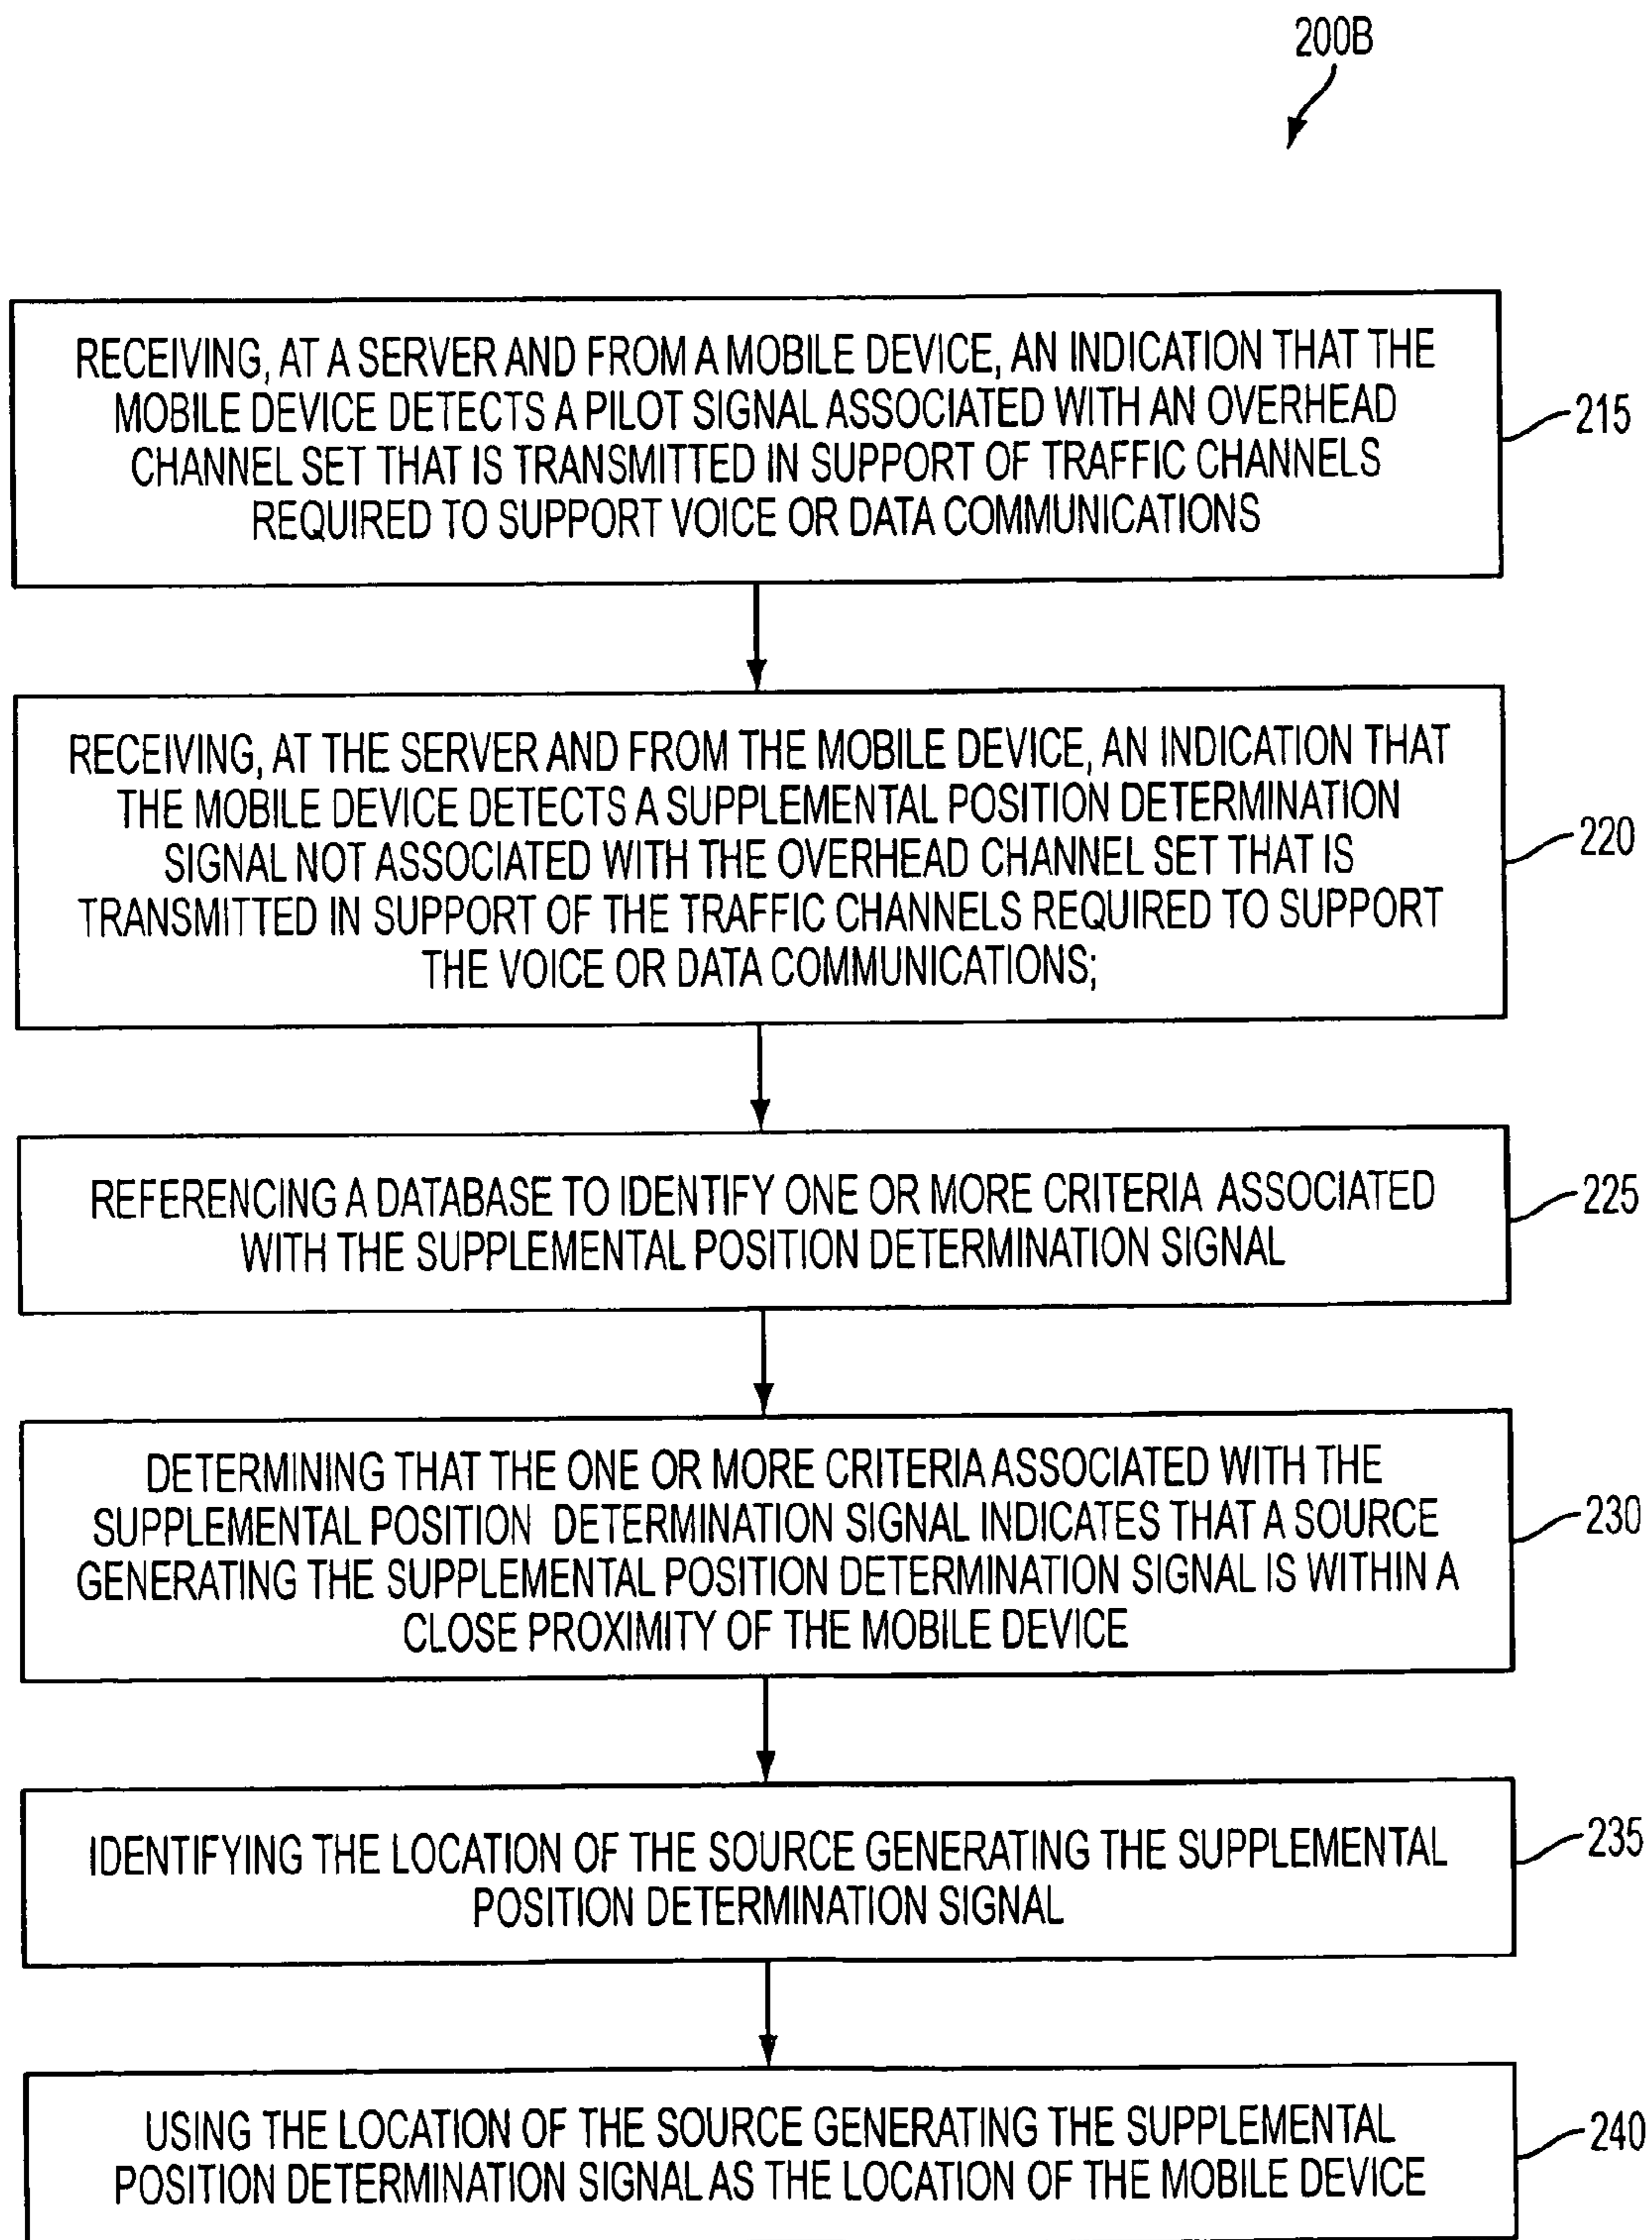 200B
RECEIVING, AT A SERVER AND FROM A MOBILE DEVICE, AN INDICATION THAT THE
MOBILE DEVICE DETECTS A PILOT SIGNAL ASSOCIATED WITH AN OVERHEAD
CHANNEL SET THAT IS TRANSMITTED IN SUPPORT OF TRAFFIC CHANNELS
REQUIRED TO SUPPORT VOICE OR DATA COMMUNICATIONS
215
RECEIVING, AT THE SERVER AND FROM THE MOBILE DEVICE, AN INDICATION THAT
THE MOBILE DEVICE DETECTS A SUPPLEMENTAL POSITION DETERMINATION
SIGNAL NOT ASSOCIATED WITH THE OVERHEAD CHANNEL SET THAT IS
TRANSMITTED IN SUPPORT OF THE TRAFFIC CHANNELS REQUIRED TO SUPPORT
THE VOICE OR DATA COMMUNICATIONS;
220
REFERENCING A DATABASE TO IDENTIFY ONE OR MORE CRITERIA ASSOCIATED
WITH THE SUPPLEMENTAL POSITION DETERMINATION SIGNAL
225
DETERMINING THAT THE ONE OR MORE CRITERIA ASSOCIATED WITH THE
SUPPLEMENTAL POSITION DETERMINATION SIGNAL INDICATES THAT A SOURCE
GENERATING THE SUPPLEMENTAL POSITION DETERMINATION SIGNAL IS WITHIN A
CLOSE PROXIMITY OF THE MOBILE DEVICE
230
IDENTIFYING THE LOCATION OF THE SOURCE GENERATING THE SUPPLEMENTAL
POSITION DETERMINATION SIGNAL
235
USING THE LOCATION OF THE SOURCE GENERATING THE SUPPLEMENTAL
POSITION DETERMINATION SIGNAL AS THE LOCATION OF THE MOBILE DEVICE
240